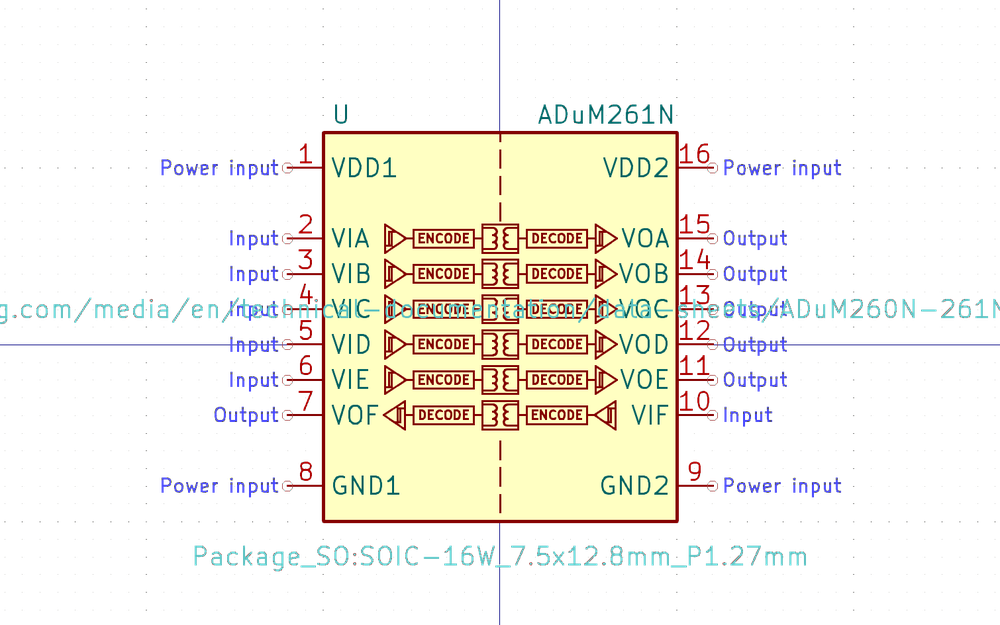 U ADuM261N
Power input 1 VDD1 VDD2 16 Power input
Input 2 VIA ENCODE DECODE VOA 15 Output
Input 3 VIB ENCODE DECODE VOB 14 Output
Input 4 VIC ENCODE DECODE VOC 13 Output
g.com/media/en/technical-documentation/data-sheets/ADuM260N-261N
Input 5 VID ENCODE DECODE VOD 12 Output
Input 6 VIE ENCODE DECODE VOE 11 Output
Output 7 VOF DECODE ENCODE VIF 10 Input
Power input 8 GND1 GND2 9 Power input
Package_SO:SOIC-16W_7.5x12.8mm_P1.27mm